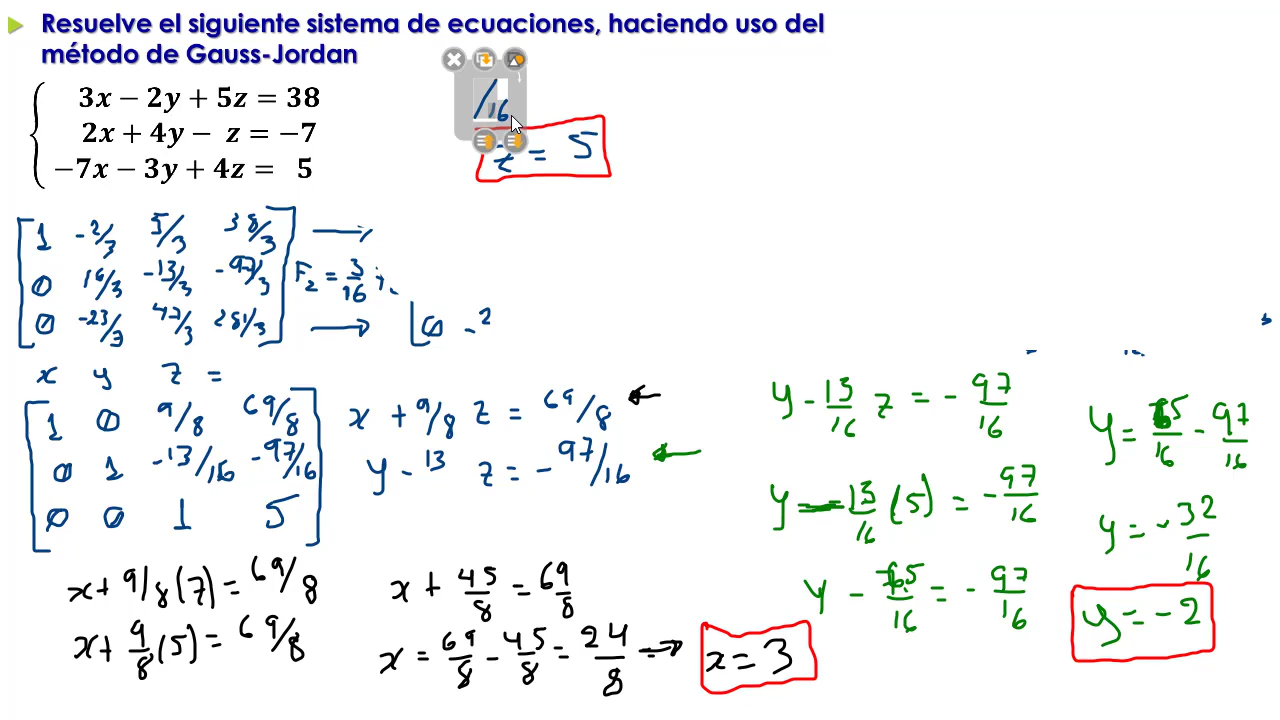 Resuelve el siguiente sistema de ecuaciones, haciendo uso del
método de Gauss-Jordan
3x − 2y + 5z = 38
2x + 4y − z = −7
−7x − 3y + 4z = 5
/16
z = 5
1 -2/3 5/3 38/3
0 16/3 -13/3 -97/3 F2 = 3/16
0 -23/3 47/3 281/3 0 -2
x y z =
1 0 9/8 69/8 x + 9/8 z = 69/8
0 1 -13/16 -97/16 y - 13 z = -97/16
0 0 1 5
x + 9/8 (7) = 69/8
x + 9/8 (5) = 69/8
x + 45/8 = 69/8
x = 69/8 - 45/8 = 24/8 → x = 3
y - 13/16 z = - 97/16
y - 13/16 (5) = - 97/16
y - 65/16 = - 97/16
y = 65/16 - 97/16
y = - 32/16
y = - 2